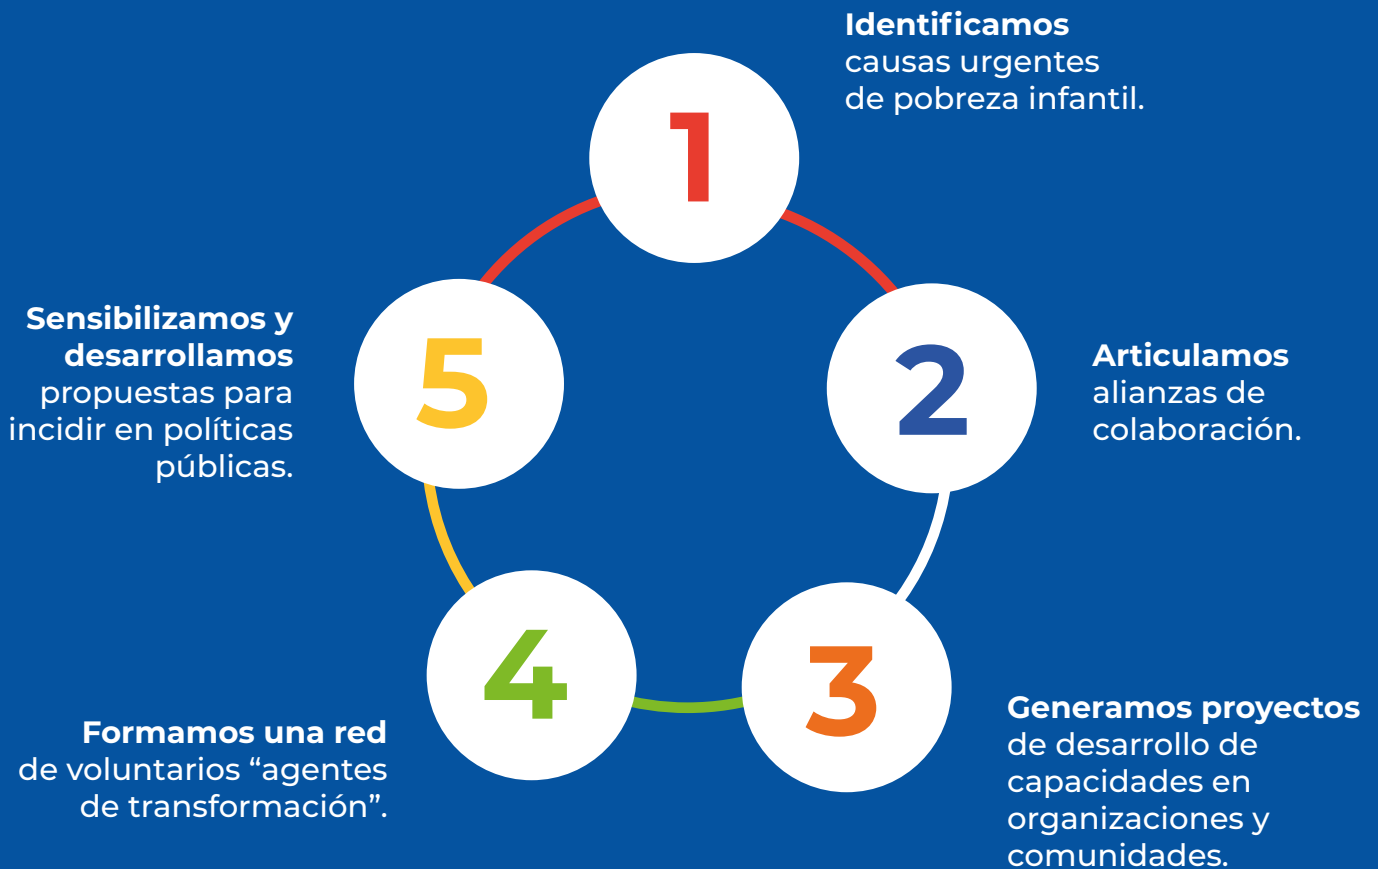 1
Identificamos
causas urgentes
de pobreza infantil.
2
Articulamos
alianzas de
colaboración.
3
Generamos proyectos
de desarrollo de
capacidades en
organizaciones y
comunidades.
4
Formamos una red
de voluntarios “agentes
de transformación”.
5
Sensibilizamos y
desarrollamos
propuestas para
incidir en políticas
públicas.